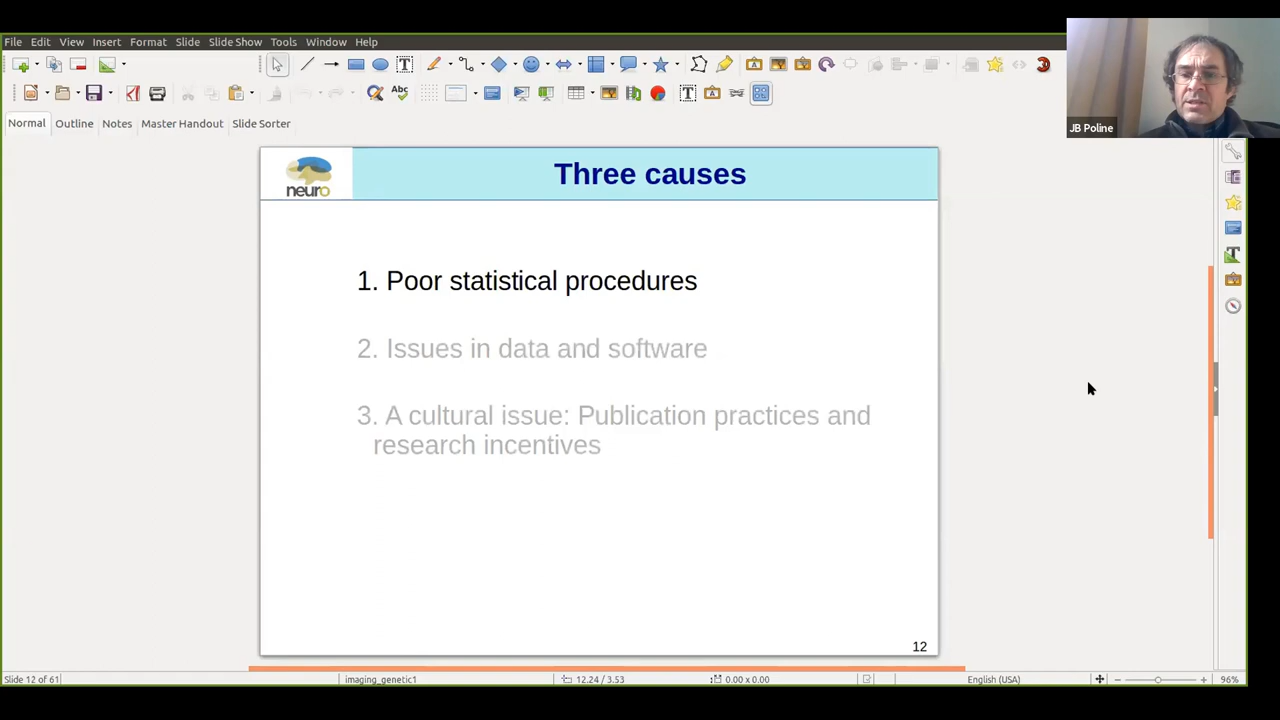 File Edit View Insert Format Slide Slide Show Tools Window Help
JB Poline
Normal Outline Notes Master Handout Slide Sorter
neuro
Three causes
1. Poor statistical procedures
2. Issues in data and software
3. A cultural issue: Publication practices and
research incentives
12
Slide 12 of 61 imaging_genetic1 12.24 / 3.53 0.00 x 0.00 English (USA) 96%